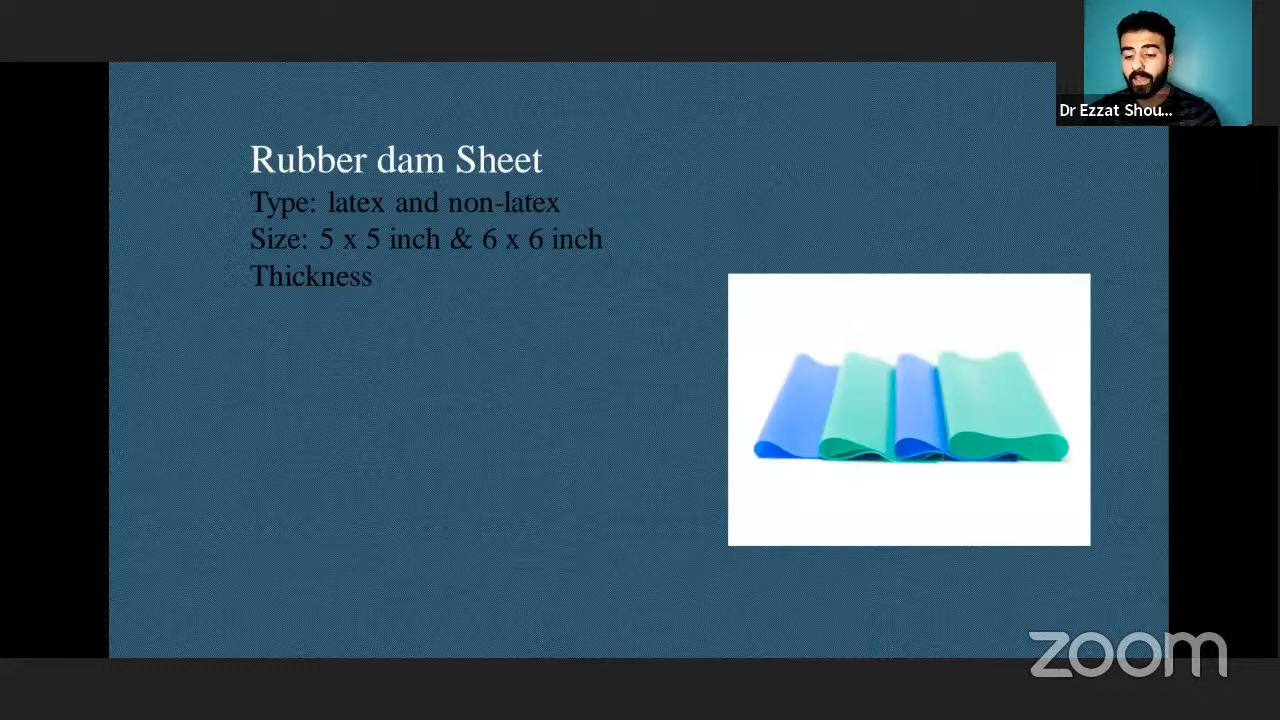 Dr Ezzat Shou...
Rubber dam Sheet
Type: latex and non-latex
Size: 5 x 5 inch & 6 x 6 inch
Thickness
zoom